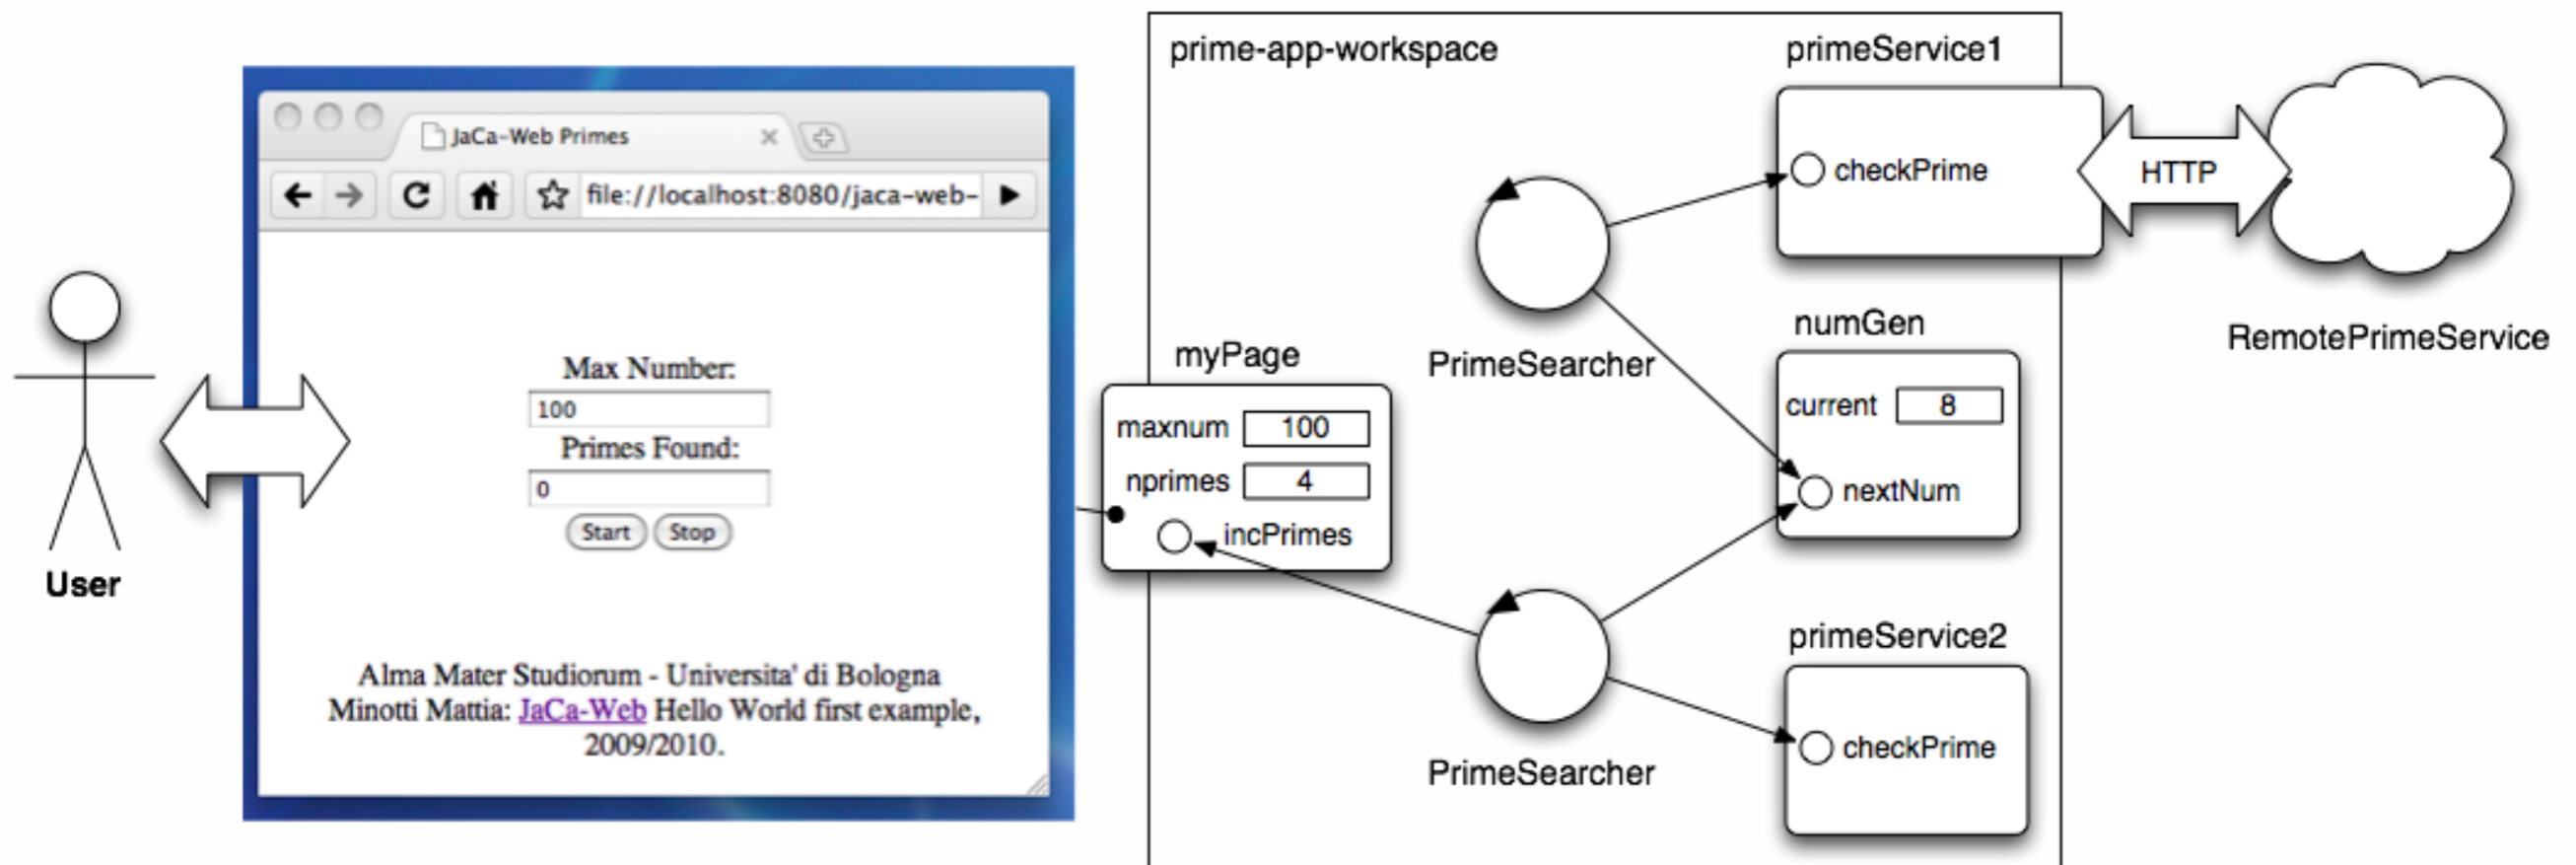 User
JaCa-Web Primes
file://localhost:8080/jaca-web-
Max Number:
100
Primes Found:
0
Start Stop
Alma Mater Studiorum - Universita' di Bologna
Minotti Mattia: JaCa-Web Hello World first example,
2009/2010.
prime-app-workspace
myPage
maxnum 100
nprimes 4
incPrimes
PrimeSearcher
PrimeSearcher
primeService1
checkPrime
numGen
current 8
nextNum
primeService2
checkPrime
HTTP
RemotePrimeService